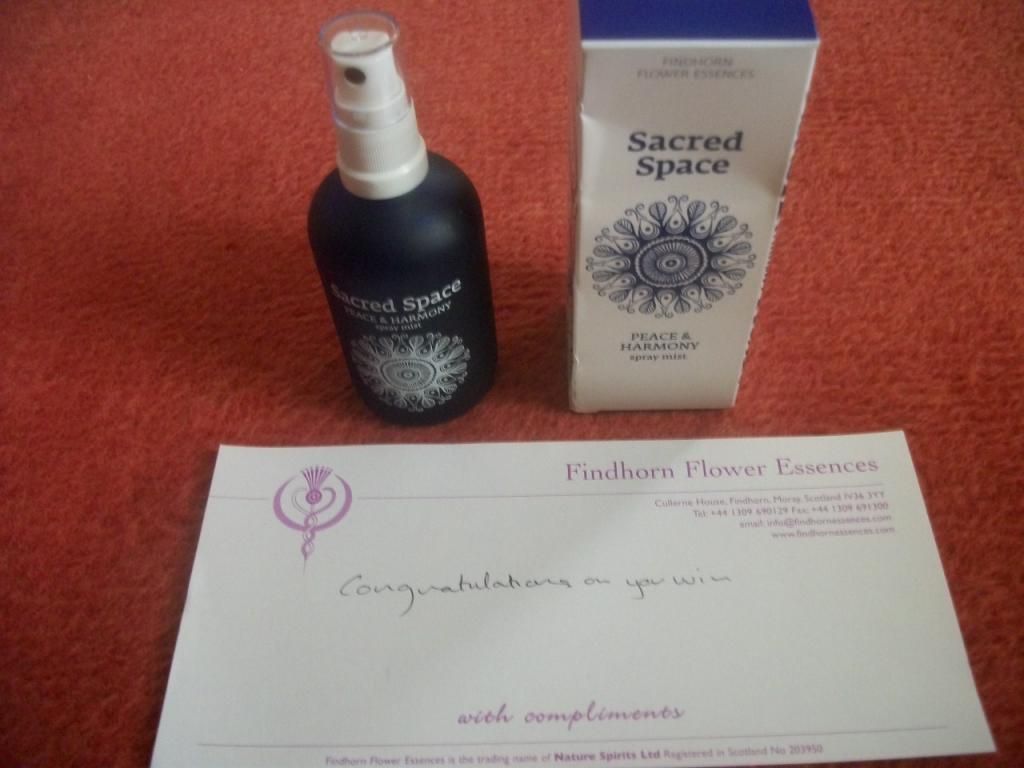 Sacred Space
PEACE & HARMONY
spray mist
FINDHORN
FLOWER ESSENCES
Sacred
Space
PEACE &
HARMONY
spray mist
Findhorn Flower Essences
Cullerne House, Findhorn, Moray, Scotland IV36 3YY
Tel: +44 1309 690129 Fax: +44 1309 691300
email: info@findhornessences.com
www.findhornessences.com
Congratulations on your win
with compliments
Findhorn Flower Essences is the trading name of Nature Spirits Ltd Registered in Scotland No 203950